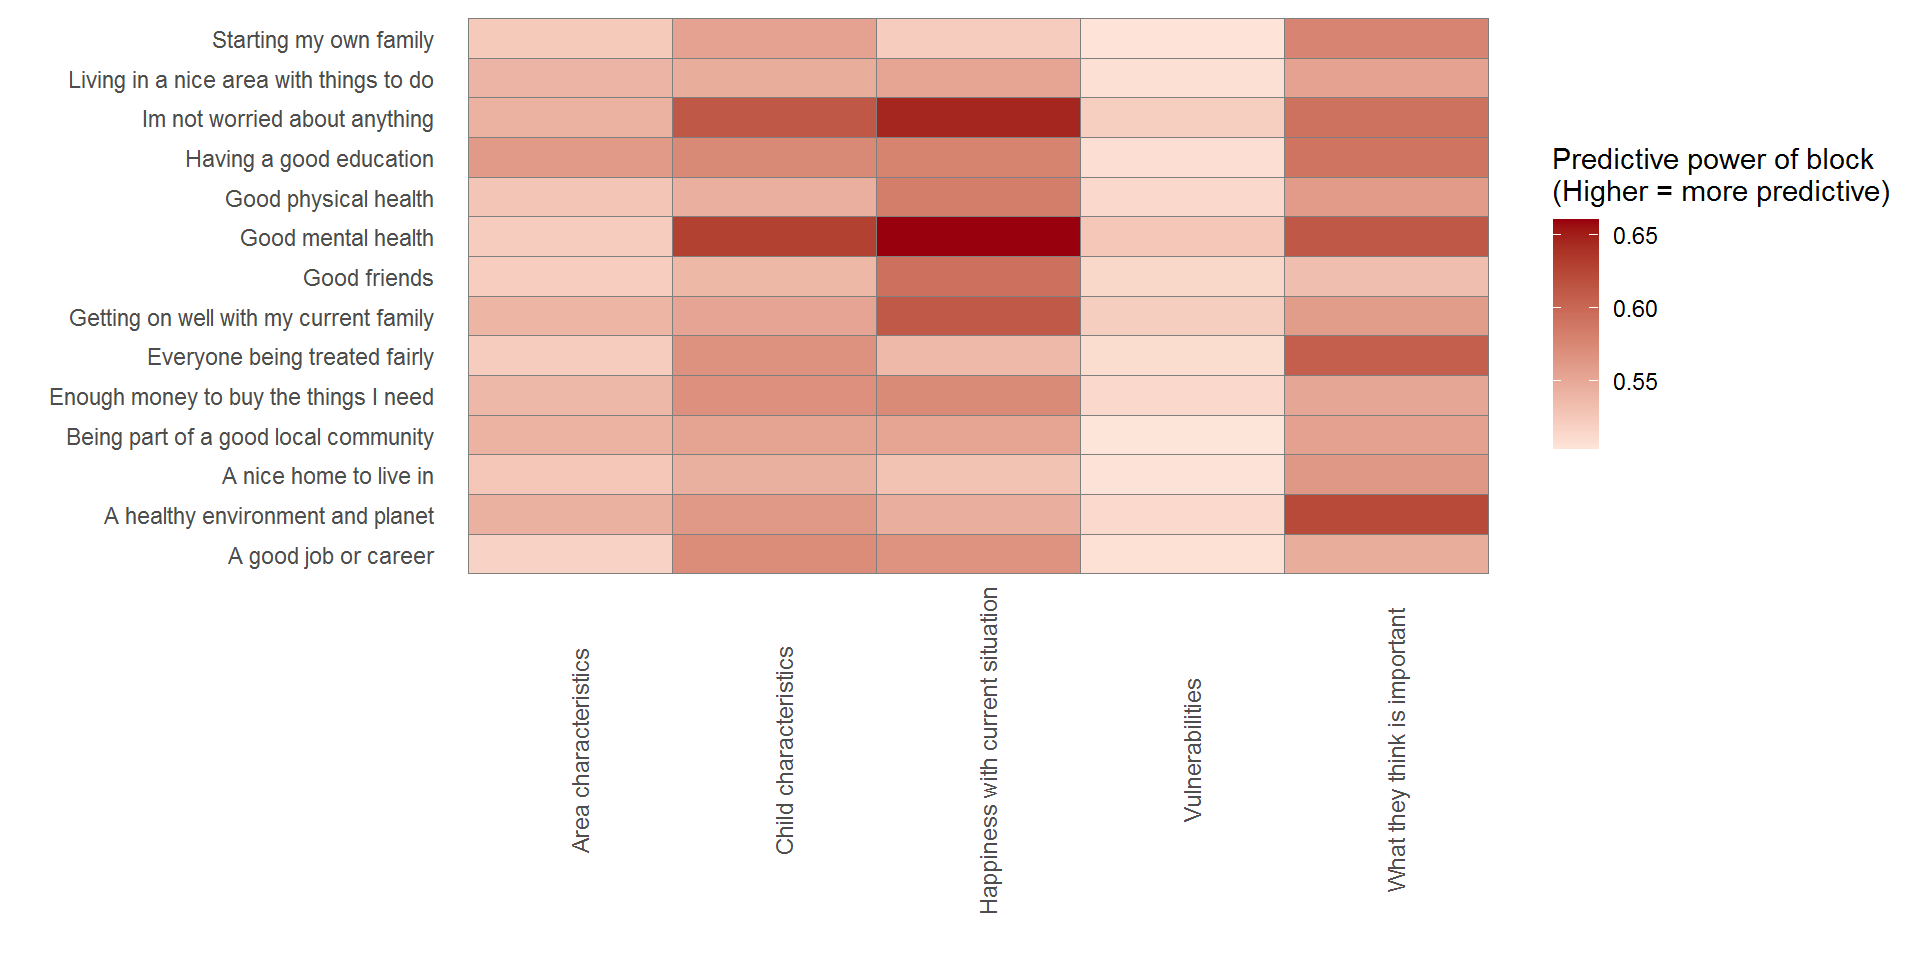 Starting my own family
Living in a nice area with things to do
Im not worried about anything
Having a good education
Good physical health
Good mental health
Good friends
Getting on well with my current family
Everyone being treated fairly
Enough money to buy the things I need
Being part of a good local community
A nice home to live in
A healthy environment and planet
A good job or career
Area characteristics
Child characteristics
Happiness with current situation
Vulnerabilities
What they think is important
Predictive power of block
(Higher = more predictive)
0.65
0.60
0.55